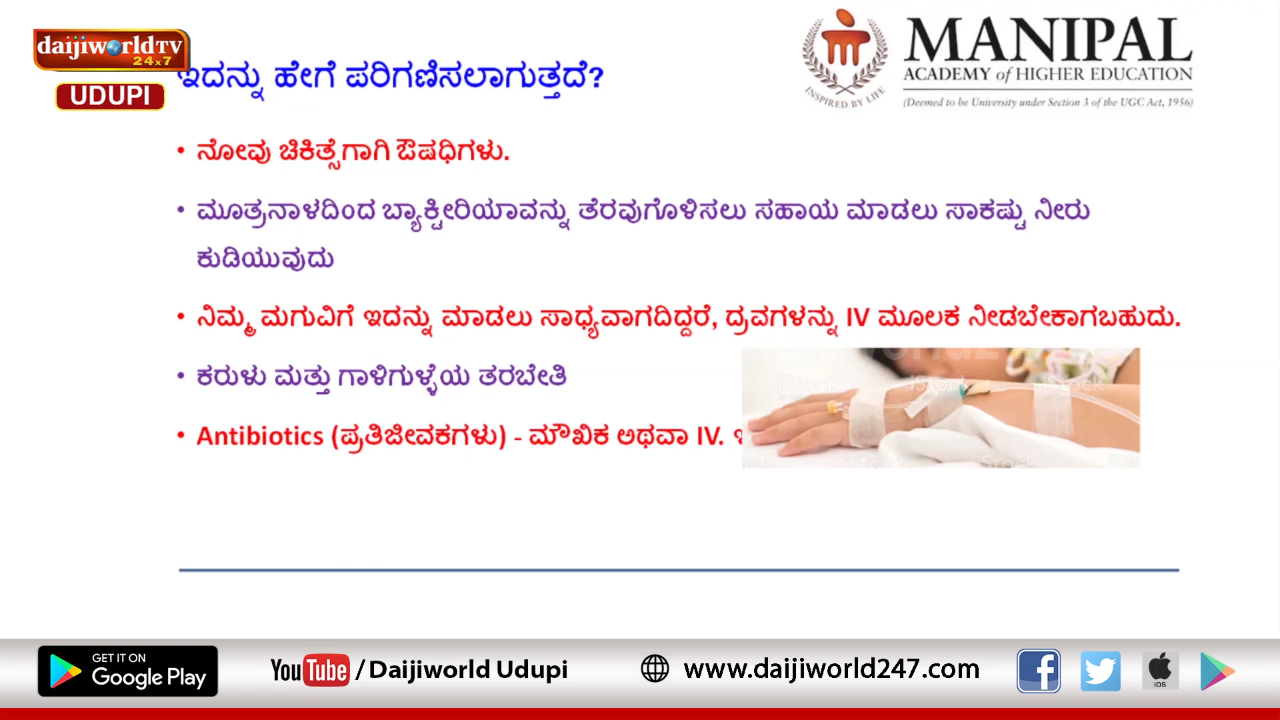 daijiworldTV
24x7
UDUPI
MANIPAL
ACADEMY of HIGHER EDUCATION
(Deemed to be University under Section 3 of the UGC Act, 1956)
INSPIRED BY LIFE
ಇದನ್ನು ಹೇಗೆ ಪರಿಗಣಿಸಲಾಗುತ್ತದೆ?
• ನೋವು ಚಿಕಿತ್ಸೆಗಾಗಿ ಔಷಧಿಗಳು.
• ಮೂತ್ರನಾಳದಿಂದ ಬ್ಯಾಕ್ಟೀರಿಯಾವನ್ನು ತೆರವುಗೊಳಿಸಲು ಸಹಾಯ ಮಾಡಲು ಸಾಕಷ್ಟು ನೀರು
ಕುಡಿಯುವುದು
• ನಿಮ್ಮ ಮಗುವಿಗೆ ಇದನ್ನು ಮಾಡಲು ಸಾಧ್ಯವಾಗದಿದ್ದರೆ, ದ್ರವಗಳನ್ನು IV ಮೂಲಕ ನೀಡಬೇಕಾಗಬಹುದು.
• ಕರುಳು ಮತ್ತು ಗಾಳಿಗುಳ್ಳೆಯ ತರಬೇತಿ
• Antibiotics (ಪ್ರತಿಜೀವಕಗಳು) - ಮೌಖಿಕ ಅಥವಾ IV.
iStock
GET IT ON
Google Play
YouTube / Daijiworld Udupi
www.daijiworld247.com
iOS